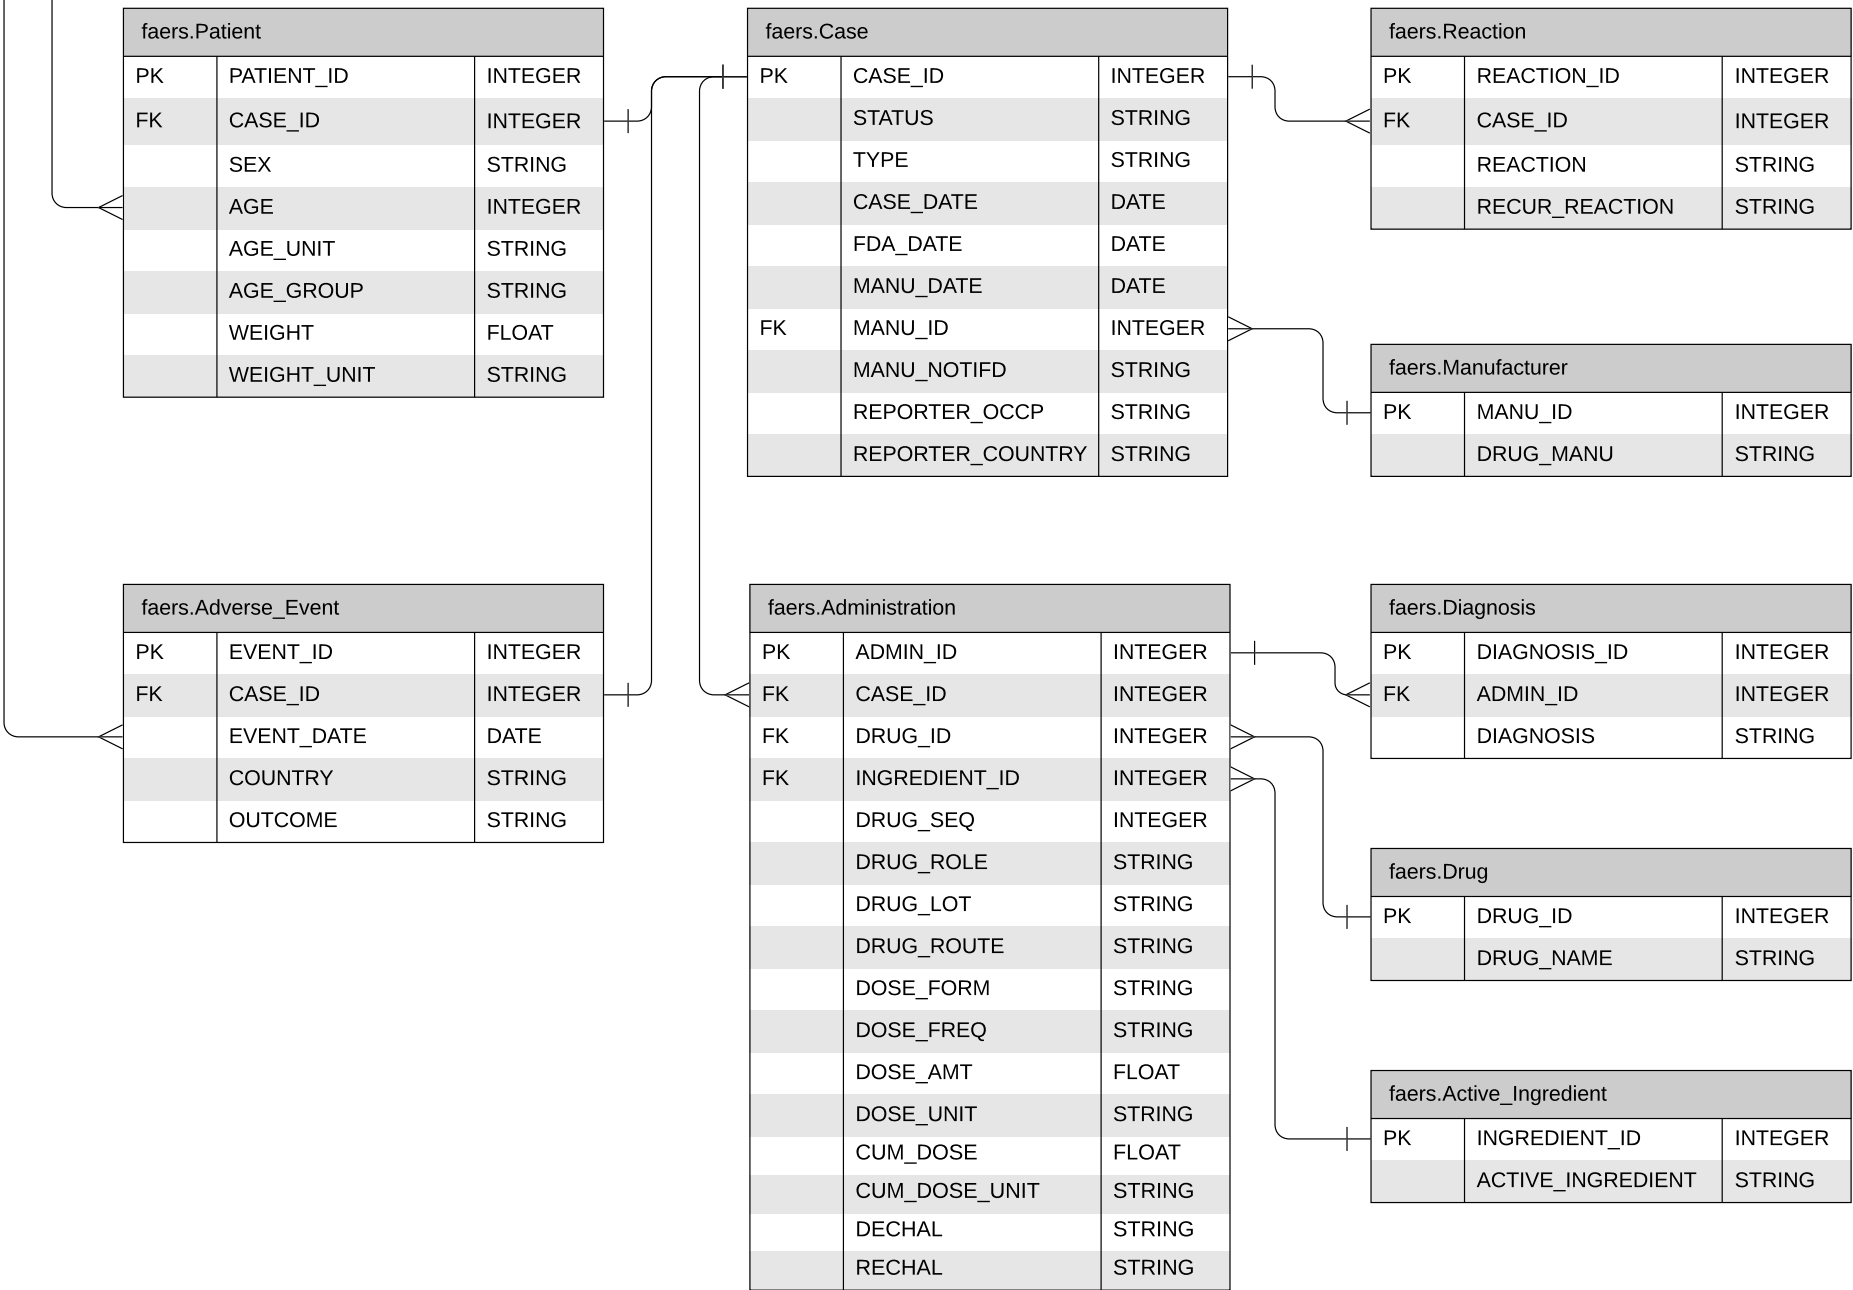 faers.Patient
PK PATIENT_ID INTEGER
FK CASE_ID INTEGER
SEX STRING
AGE INTEGER
AGE_UNIT STRING
AGE_GROUP STRING
WEIGHT FLOAT
WEIGHT_UNIT STRING
faers.Case
PK CASE_ID INTEGER
STATUS STRING
TYPE STRING
CASE_DATE DATE
FDA_DATE DATE
MANU_DATE DATE
FK MANU_ID INTEGER
MANU_NOTIFD STRING
REPORTER_OCCP STRING
REPORTER_COUNTRY STRING
faers.Reaction
PK REACTION_ID INTEGER
FK CASE_ID INTEGER
REACTION STRING
RECUR_REACTION STRING
faers.Manufacturer
PK MANU_ID INTEGER
DRUG_MANU STRING
faers.Adverse_Event
PK EVENT_ID INTEGER
FK CASE_ID INTEGER
EVENT_DATE DATE
COUNTRY STRING
OUTCOME STRING
faers.Administration
PK ADMIN_ID INTEGER
FK CASE_ID INTEGER
FK DRUG_ID INTEGER
FK INGREDIENT_ID INTEGER
DRUG_SEQ INTEGER
DRUG_ROLE STRING
DRUG_LOT STRING
DRUG_ROUTE STRING
DOSE_FORM STRING
DOSE_FREQ STRING
DOSE_AMT FLOAT
DOSE_UNIT STRING
CUM_DOSE FLOAT
CUM_DOSE_UNIT STRING
DECHAL STRING
RECHAL STRING
faers.Diagnosis
PK DIAGNOSIS_ID INTEGER
FK ADMIN_ID INTEGER
DIAGNOSIS STRING
faers.Drug
PK DRUG_ID INTEGER
DRUG_NAME STRING
faers.Active_Ingredient
PK INGREDIENT_ID INTEGER
ACTIVE_INGREDIENT STRING